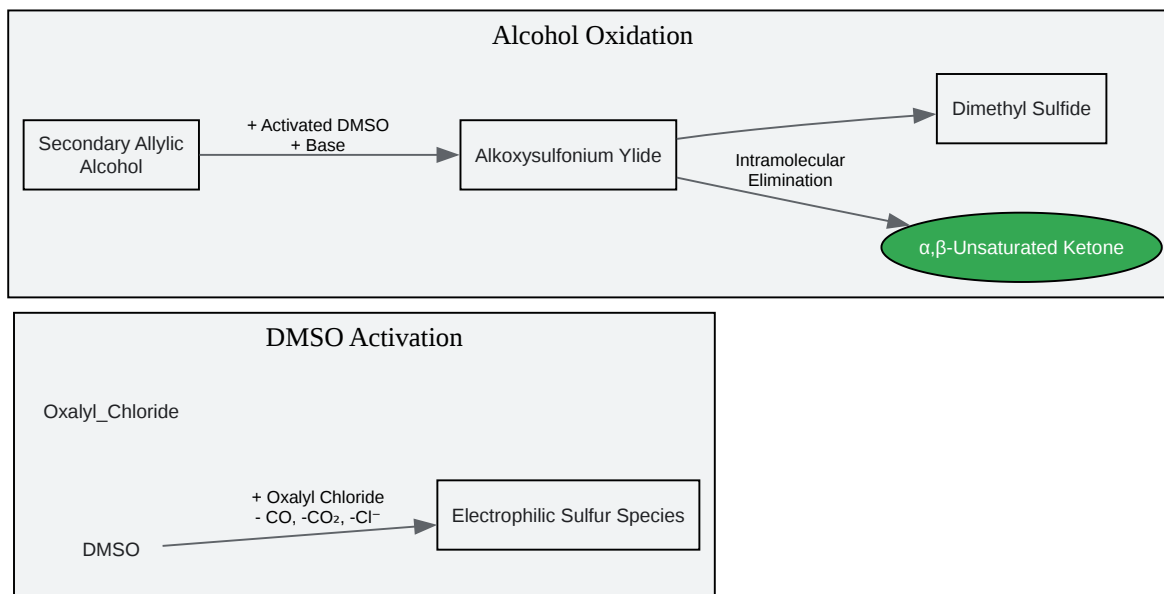 Alcohol Oxidation
Secondary Allylic
Alcohol
+ Activated DMSO
+ Base
Alkoxysulfonium Ylide
Dimethyl Sulfide
Intramolecular
Elimination
α,β-Unsaturated Ketone
DMSO Activation
Oxalyl_Chloride
DMSO
+ Oxalyl Chloride
- CO, -CO₂, -Cl⁻
Electrophilic Sulfur Species